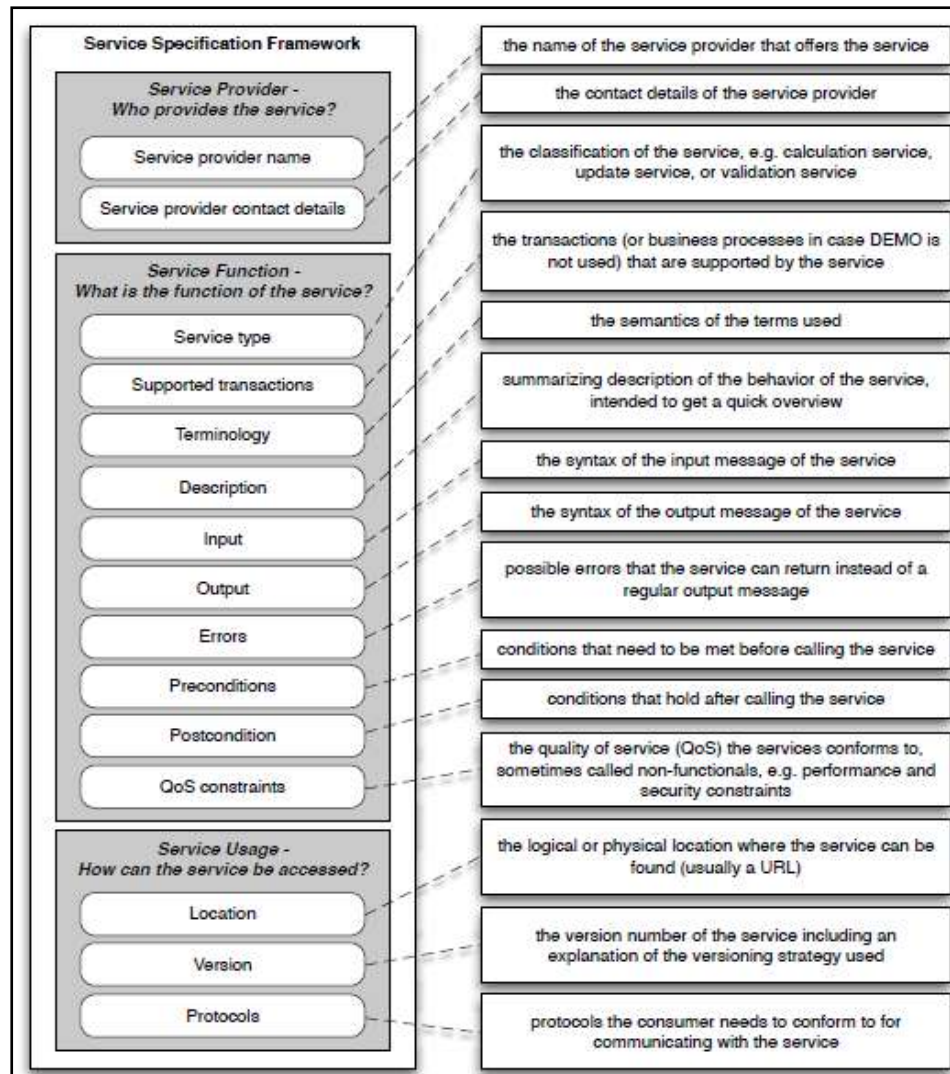 Service Specification Framework
Service Provider -
Who provides the service?
Service provider name
Service provider contact details
Service Function -
What is the function of the service?
Service type
Supported transactions
Terminology
Description
Input
Output
Errors
Preconditions
Postcondition
QoS constraints
Service Usage -
How can the service be accessed?
Location
Version
Protocols
the name of the service provider that offers the service
the contact details of the service provider
the classification of the service, e.g. calculation service,
update service, or validation service
the transactions (or business processes in case DEMO is
not used) that are supported by the service
the semantics of the terms used
summarizing description of the behavior of the service,
intended to get a quick overview
the syntax of the input message of the service
the syntax of the output message of the service
possible errors that the service can return instead of a
regular output message
conditions that need to be met before calling the service
conditions that hold after calling the service
the quality of service (QoS) the services conforms to,
sometimes called non-functionals, e.g. performance and
security constraints
the logical or physical location where the service can be
found (usually a URL)
the version number of the service including an
explanation of the versioning strategy used
protocols the consumer needs to conform to for
communicating with the service